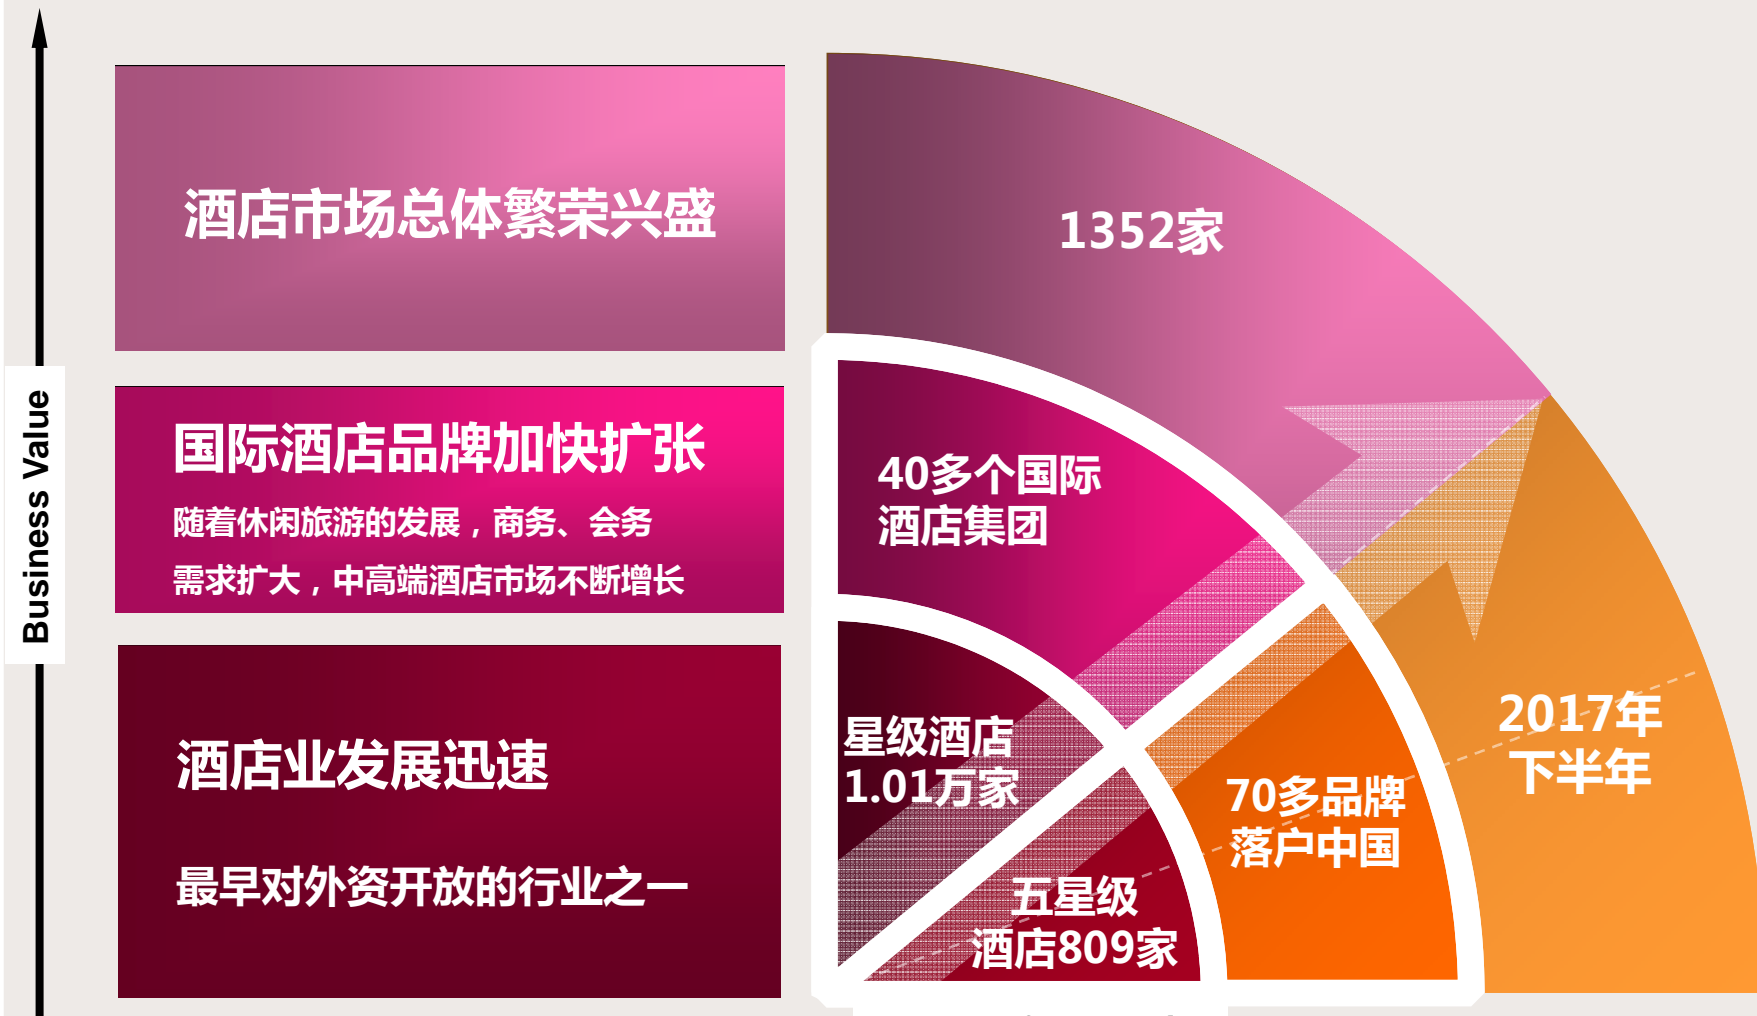 Business Value
酒店市场总体繁荣兴盛
国际酒店品牌加快扩张
随着休闲旅游的发展，商务、会务
需求扩大，中高端酒店市场不断增长
酒店业发展迅速
最早对外资开放的行业之一
1352家
40多个国际
酒店集团
星级酒店
1.01万家
2017年
下半年
70多品牌
落户中国
五星级
酒店809家